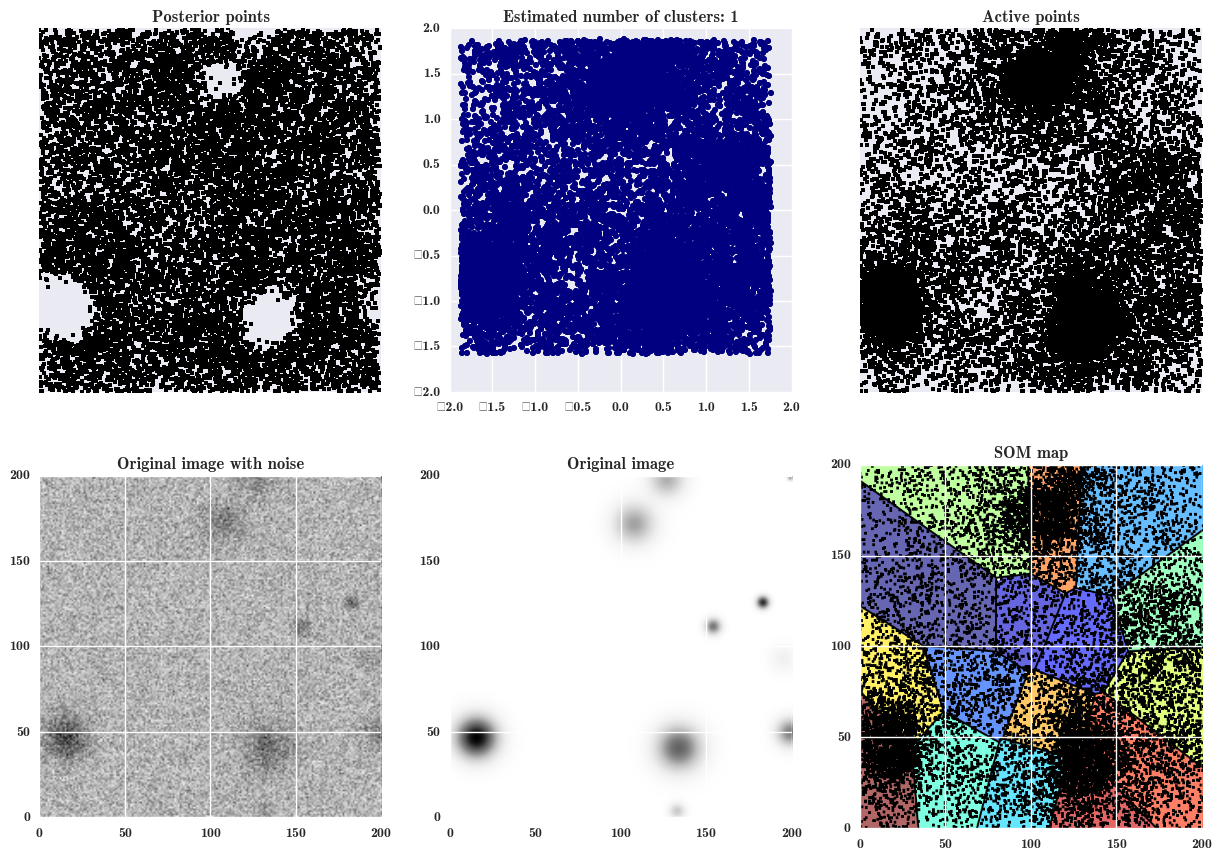 Posterior points
Estimated number of clusters: 1
2.0
1.5
1.0
0.5
0.0
□0.5
□1.0
□1.5
□2.0
□2.0 □1.5 □1.0 □0.5 0.0 0.5 1.0 1.5 2.0
Active points
Original image with noise
200
150
100
50
0
0 50 100 150 200
Original image
200
150
100
50
0
0 50 100 150 200
SOM map
200
150
100
50
0
0 50 100 150 200